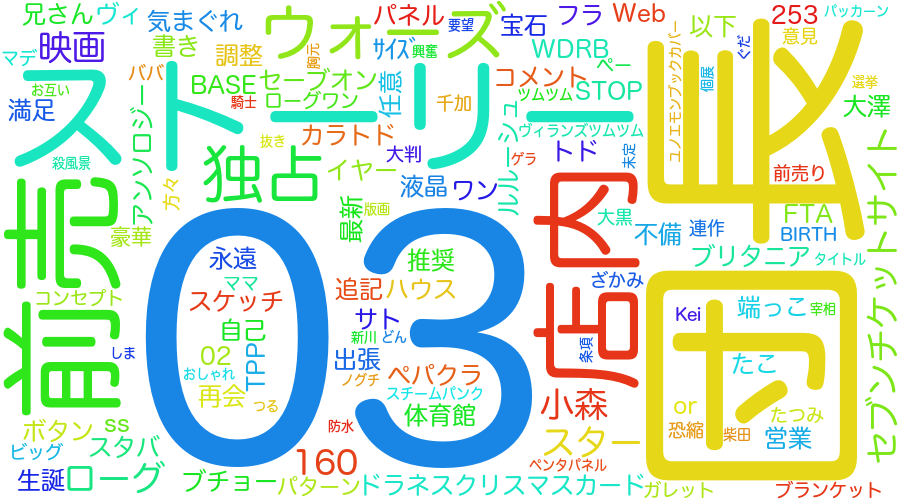 兄さん
ヴィ
気まぐれ
ウォーズ
パネル
要望
宝石
フラ
Web
以下
253
パッカーン
マデ
映画
書き
調整
胸元
サイズ
興奮
WDRB
ペー
ユノエモンブックカバー
個展
ぐだ
意見
お互い
ババ
BASE
セーブオン
任意
コメント
STOP
選挙
満足
ストーリー
騎士
ローグワン
千加
ツムツム
団長
大澤
アンソロジー
抜き
カラトド
ルルーシュ
ヴィランズツムツム
殺風景
独占
イヤー
大判
ゲラ
トド
未定
前売り
方々
液晶
ワン
店内
大黒
FTA
セブンチケットサイト
前売
最新
版画
不備
連作
BIRTH
豪華
永遠
推奨
ブリタニア
タイトル
コンセプト
ママ
スケッチ
追記
ハウス
ざかみ
03
Kei
端っこ
宰相
自己
サト
新川
どん
条項
しま
02
TPP
出張
たこ
おしゃれ
ノグチ
ペパクラ
再会
つる
スチームパンク
小森
or
たつみ
ボタン
ss
防水
体育館
恐縮
柴田
営業
ビッグ
スタバ
160
スター
ペンタパネル
生誕
ローグ
ブチョー
パターン
ドラネスクリスマスカード
ガレット
ブランケット